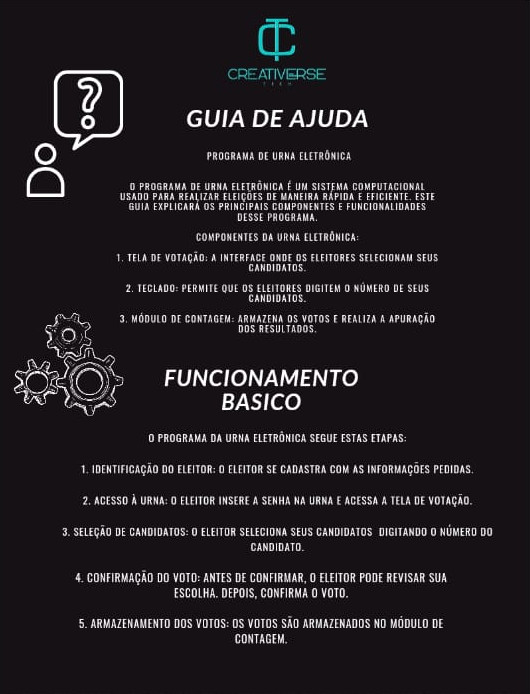 CREATIVERSE
TECH
GUIA DE AJUDA
PROGRAMA DE URNA ELETRÔNICA
O PROGRAMA DE URNA ELETRÔNICA É UM SISTEMA COMPUTACIONAL
USADO PARA REALIZAR ELEIÇÕES DE MANEIRA RÁPIDA E EFICIENTE. ESTE
GUIA EXPLICARÁ OS PRINCIPAIS COMPONENTES E FUNCIONALIDADES
DESSE PROGRAMA.
COMPONENTES DA URNA ELETRÔNICA:
1. TELA DE VOTAÇÃO: A INTERFACE ONDE OS ELEITORES SELECIONAM SEUS
CANDIDATOS.
2. TECLADO: PERMITE QUE OS ELEITORES DIGITEM O NÚMERO DE SEUS
CANDIDATOS.
3. MÓDULO DE CONTAGEM: ARMAZENA OS VOTOS E REALIZA A APURAÇÃO
DOS RESULTADOS.
FUNCIONAMENTO
BASICO
O PROGRAMA DA URNA ELETRÔNICA SEGUE ESTAS ETAPAS:
1. IDENTIFICAÇÃO DO ELEITOR: O ELEITOR SE CADASTRA COM AS INFORMAÇÕES PEDIDAS.
2. ACESSO À URNA: O ELEITOR INSERE A SENHA NA URNA E ACESSA A TELA DE VOTAÇÃO.
3. SELEÇÃO DE CANDIDATOS: O ELEITOR SELECIONA SEUS CANDIDATOS DIGITANDO O NÚMERO DO
CANDIDATO.
4. CONFIRMAÇÃO DO VOTO: ANTES DE CONFIRMAR, O ELEITOR PODE REVISAR SUA
ESCOLHA. DEPOIS, CONFIRMA O VOTO.
5. ARMAZENAMENTO DOS VOTOS: OS VOTOS SÃO ARMAZENADOS NO MÓDULO DE
CONTAGEM.